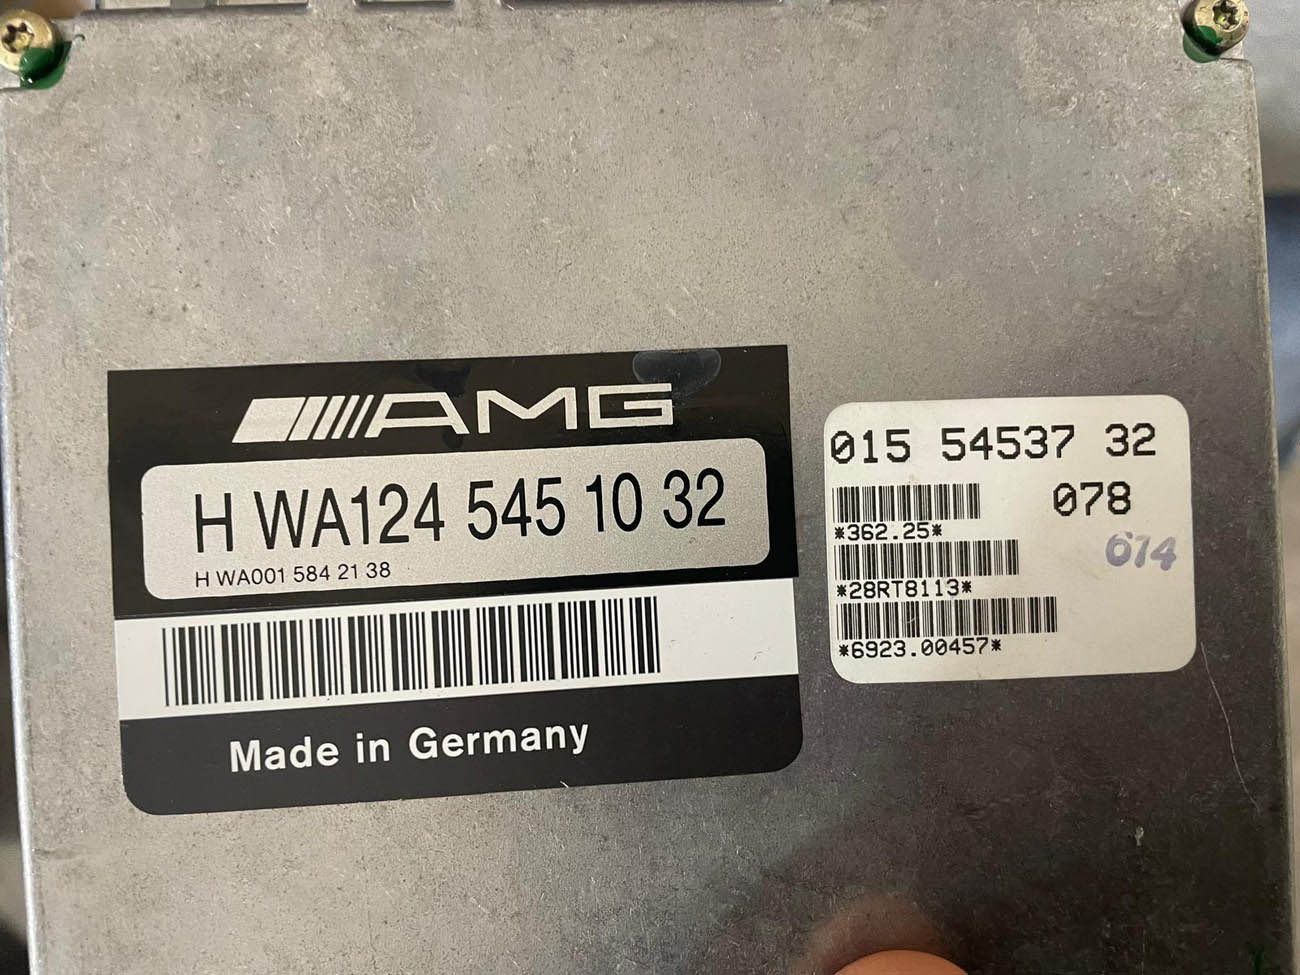 AMG
H WA124 545 10 32
H WA001 584 21 38
Made in Germany
015 54537 32
078
*362.25*
014
*28RT8113*
*6923.00457*